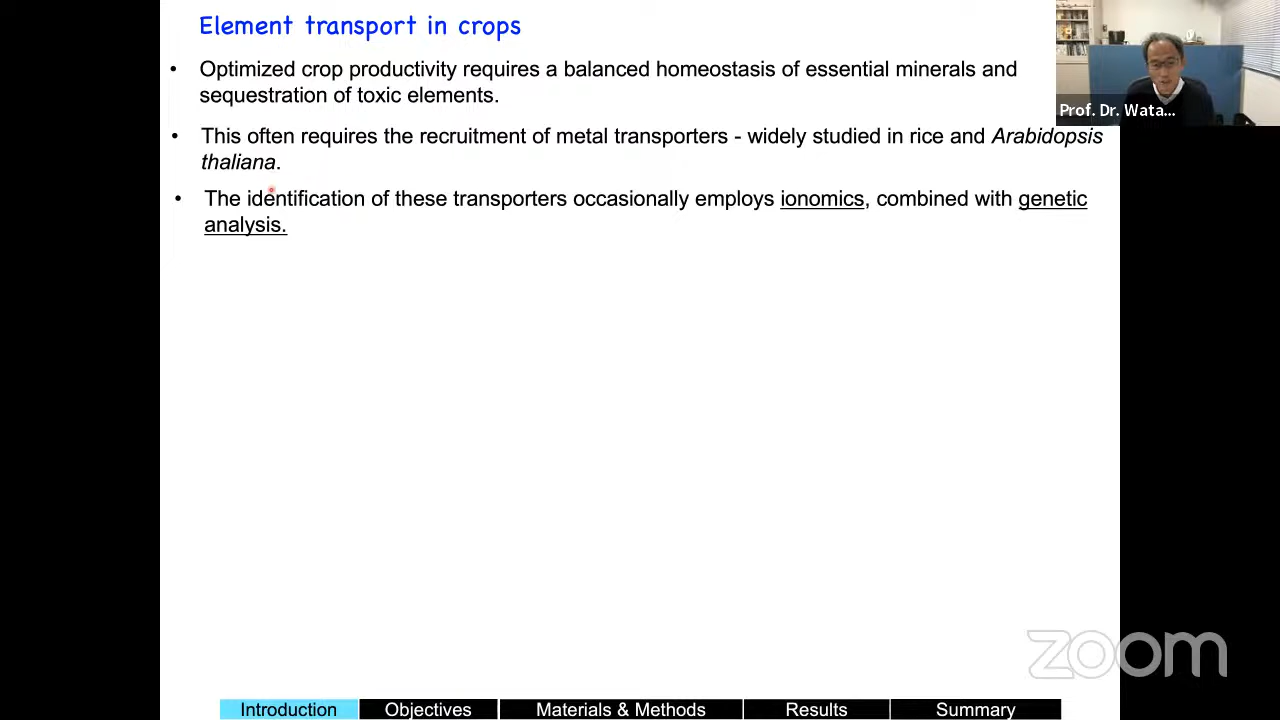 Element transport in crops
• Optimized crop productivity requires a balanced homeostasis of essential minerals and
sequestration of toxic elements.
• This often requires the recruitment of metal transporters - widely studied in rice and Arabidopsis
thaliana.
• The identification of these transporters occasionally employs ionomics, combined with genetic
analysis.
Prof. Dr. Wata...
zoom
Introduction Objectives Materials & Methods Results Summary